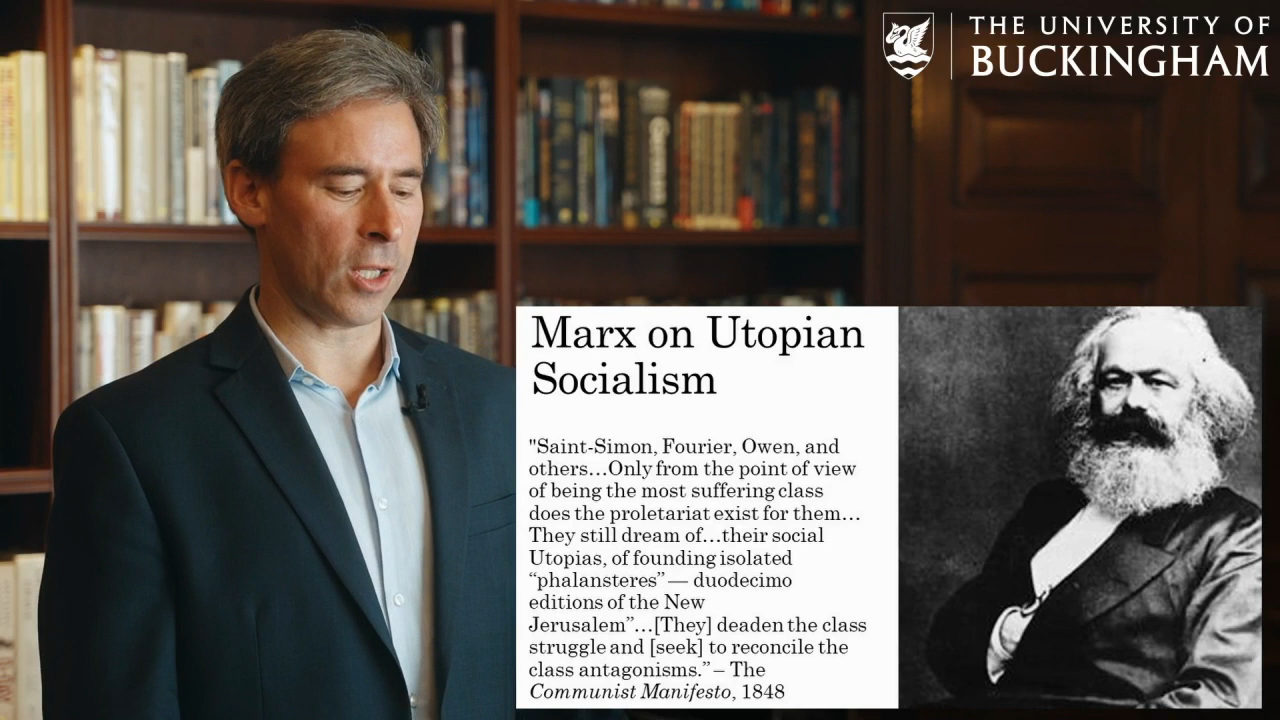 THE UNIVERSITY OF
BUCKINGHAM
Marx on Utopian
Socialism
"Saint-Simon, Fourier, Owen, and
others…Only from the point of view
of being the most suffering class
does the proletariat exist for them…
They still dream of…their social
Utopias, of founding isolated
“phalansteres”— duodecimo
editions of the New
Jerusalem”…[They] deaden the class
struggle and [seek] to reconcile the
class antagonisms.” – The
Communist Manifesto, 1848